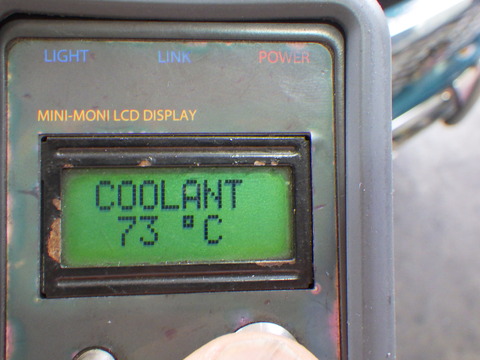 LIGHT LINK POWER
MINI-MONI LCD DISPLAY
COOLANT
73 °C